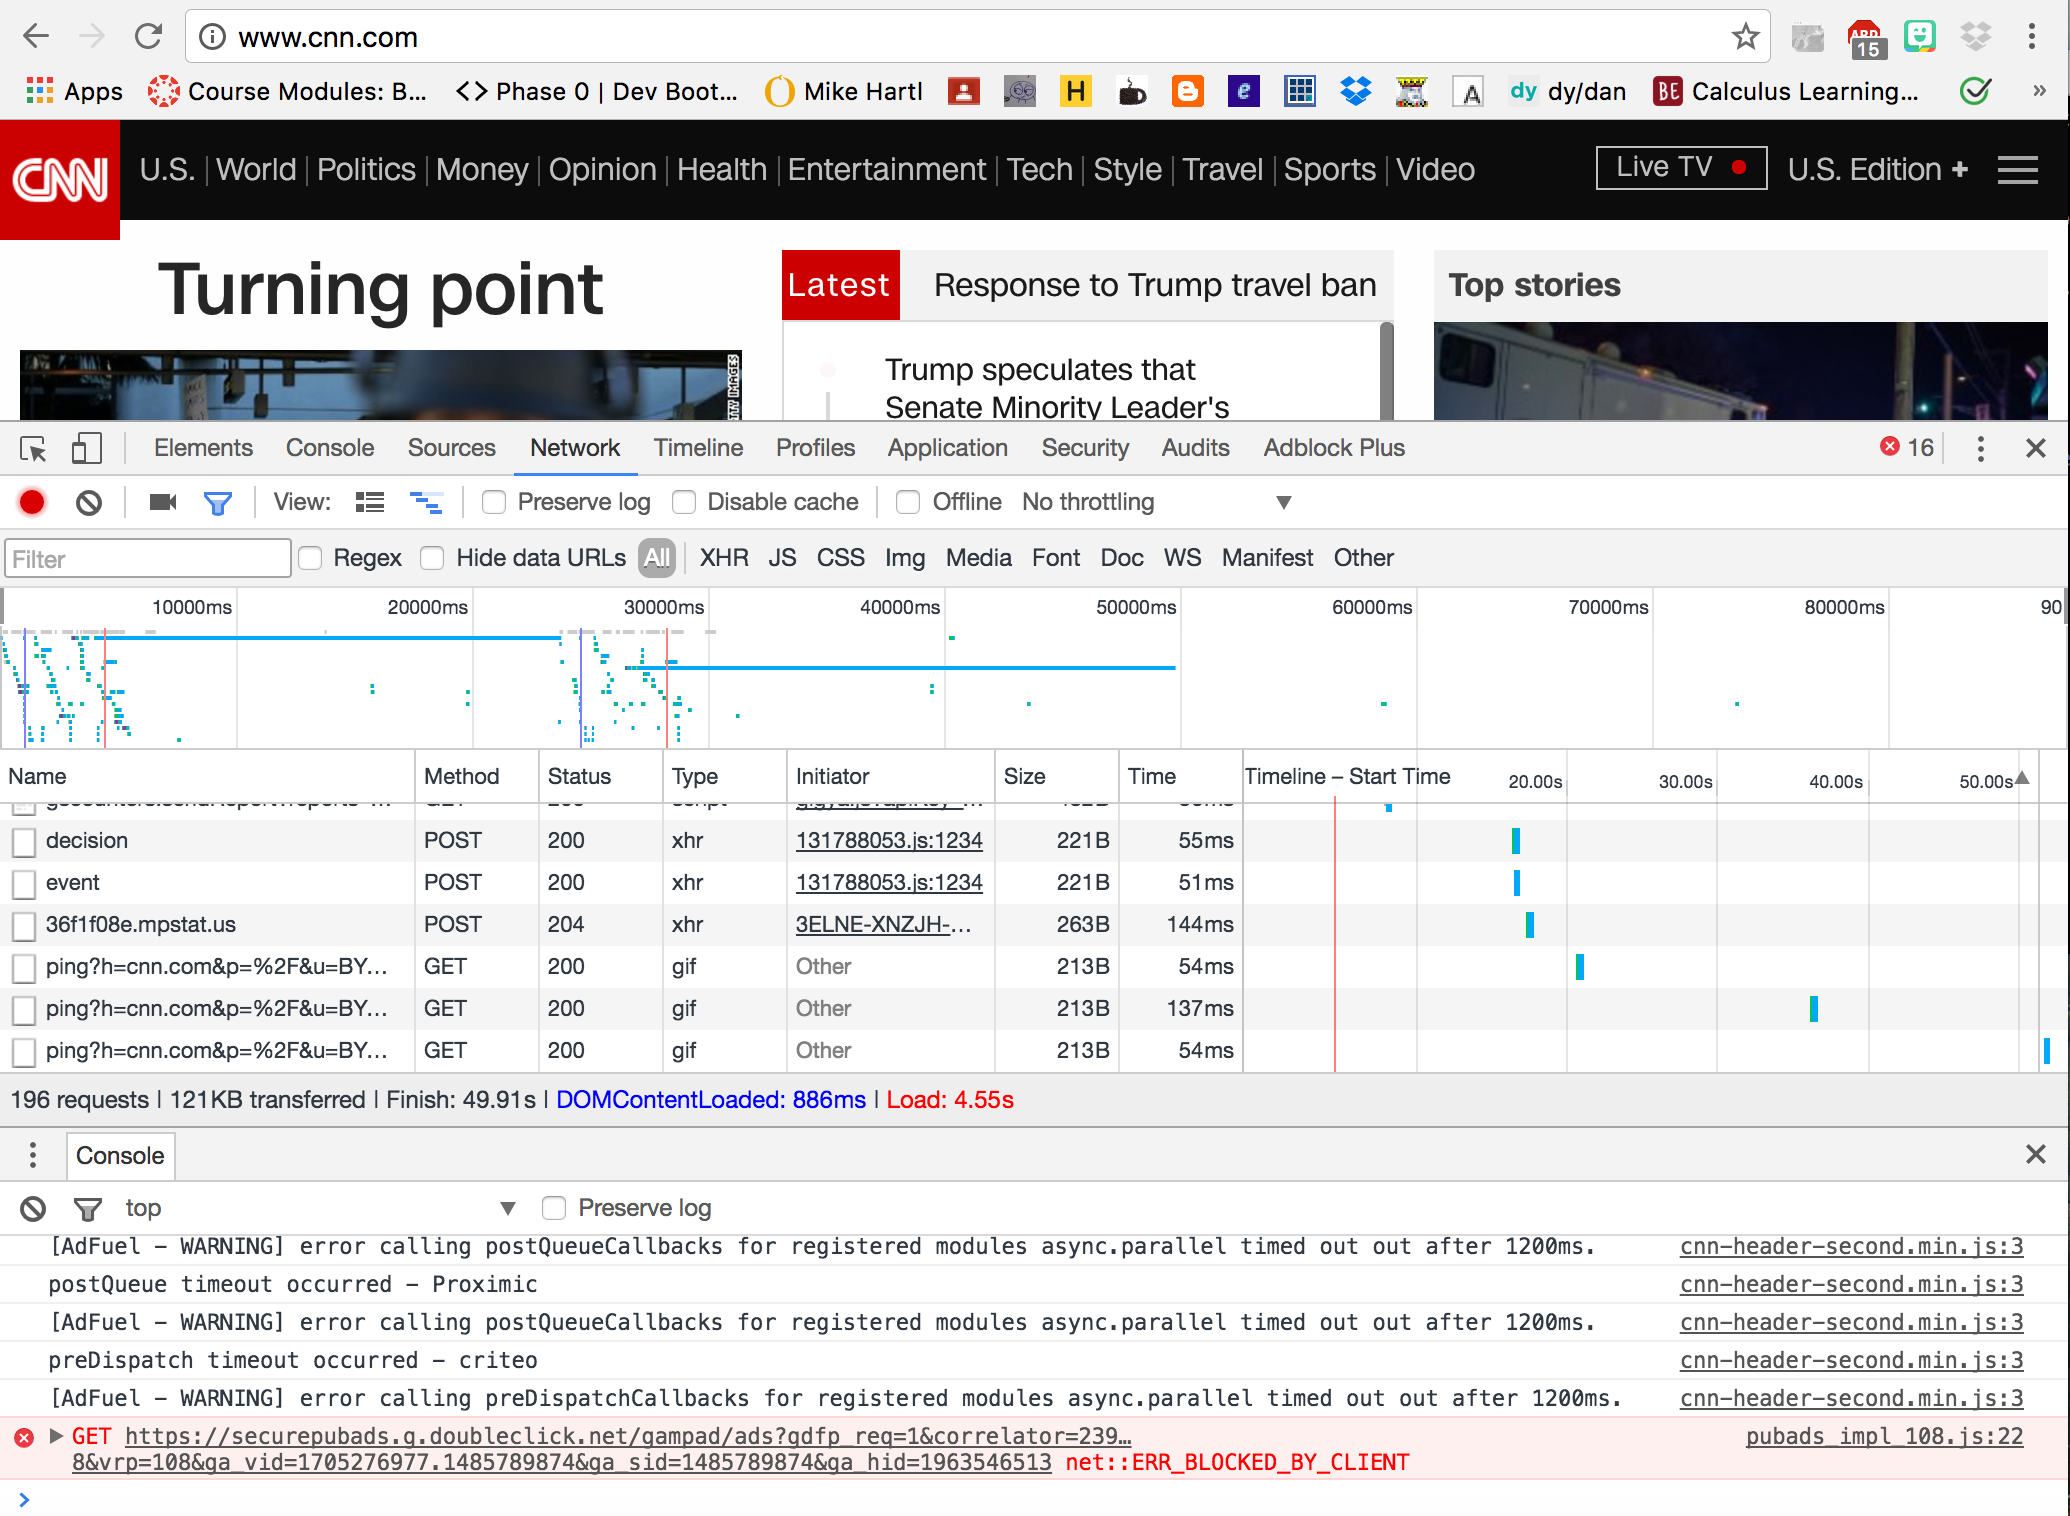 www.cnn.com
ABP
15
Apps
Course Modules: B...
<> Phase 0 | Dev Boot...
Mike Hartl
H
e
A
dy dy/dan
BE Calculus Learning...
»
CNN
U.S. World Politics Money Opinion Health Entertainment Tech Style Travel Sports Video
Live TV
U.S. Edition +
Turning point
Latest
Response to Trump travel ban
Top stories
Trump speculates that
Senate Minority Leader's
Elements Console Sources Network Timeline Profiles Application Security Audits Adblock Plus
16
View:
Preserve log
Disable cache
Offline
No throttling
Filter
Regex
Hide data URLs
All XHR JS CSS Img Media Font Doc WS Manifest Other
10000ms 20000ms 30000ms 40000ms 50000ms 60000ms 70000ms 80000ms 90
Name Method Status Type Initiator Size Time Timeline – Start Time 20.00s 30.00s 40.00s 50.00s
decision POST 200 xhr 131788053.js:1234 221B 55ms
event POST 200 xhr 131788053.js:1234 221B 51ms
36f1f08e.mpstat.us POST 204 xhr 3ELNE-XNZJH-... 263B 144ms
ping?h=cnn.com&p=%2F&u=BY... GET 200 gif Other 213B 54ms
ping?h=cnn.com&p=%2F&u=BY... GET 200 gif Other 213B 137ms
ping?h=cnn.com&p=%2F&u=BY... GET 200 gif Other 213B 54ms
196 requests | 121KB transferred | Finish: 49.91s | DOMContentLoaded: 886ms | Load: 4.55s
Console
top
Preserve log
[AdFuel – WARNING] error calling postQueueCallbacks for registered modules async.parallel timed out out after 1200ms. cnn-header-second.min.js:3
postQueue timeout occurred – Proximic cnn-header-second.min.js:3
[AdFuel – WARNING] error calling postQueueCallbacks for registered modules async.parallel timed out out after 1200ms. cnn-header-second.min.js:3
preDispatch timeout occurred – criteo cnn-header-second.min.js:3
[AdFuel – WARNING] error calling preDispatchCallbacks for registered modules async.parallel timed out out after 1200ms. cnn-header-second.min.js:3
GET https://securepubads.g.doubleclick.net/gampad/ads?gdfp_req=1&correlator=239… pubads_impl_108.js:22
8&vrp=108&ga_vid=1705276977.1485789874&ga_sid=1485789874&ga_hid=1963546513 net::ERR_BLOCKED_BY_CLIENT